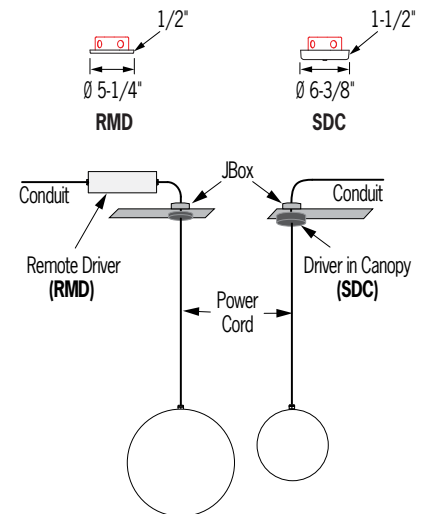 1/2"
Ø 5-1/4"
RMD
1-1/2"
Ø 6-3/8"
SDC
JBox
Conduit
Conduit
Remote Driver
(RMD)
Driver in Canopy
(SDC)
Power
Cord